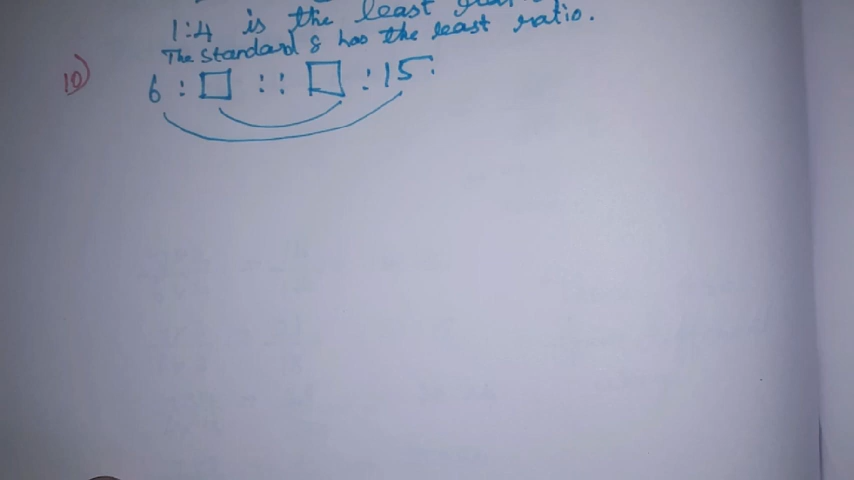 1:4 is the least
The standard 8 has the least ratio.
10) 6 : □ :: □ : 15